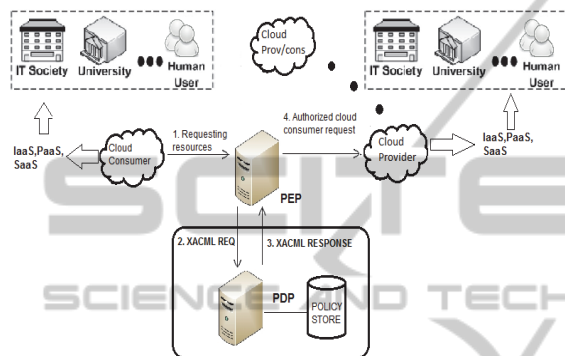 IT Society
University
Human
User
Cloud
Prov/cons
IT Society
University
Human
User
IaaS,PaaS,
SaaS
Cloud
Consumer
1. Requesting
resources
4. Authorized cloud
consumer request
Cloud
Provider
IaaS,PaaS,
SaaS
PEP
SCITE
2. XACML REQ
3. XACML RESPONSE
SCIENCE AND TECH
PDP
POLICY
STORE